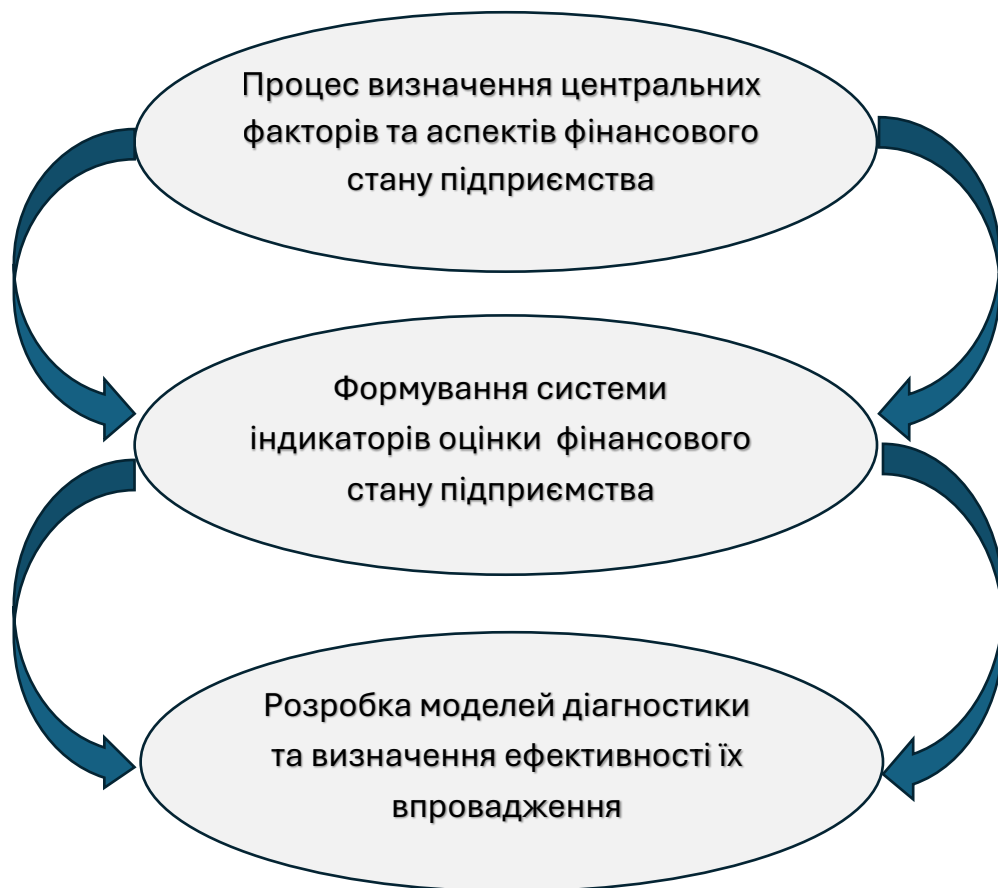 Процес визначення центральних
факторів та аспектів фінансового
стану підприємства
Формування системи
індикаторів оцінки фінансового
стану підприємства
Розробка моделей діагностики
та визначення ефективності їх
впровадження